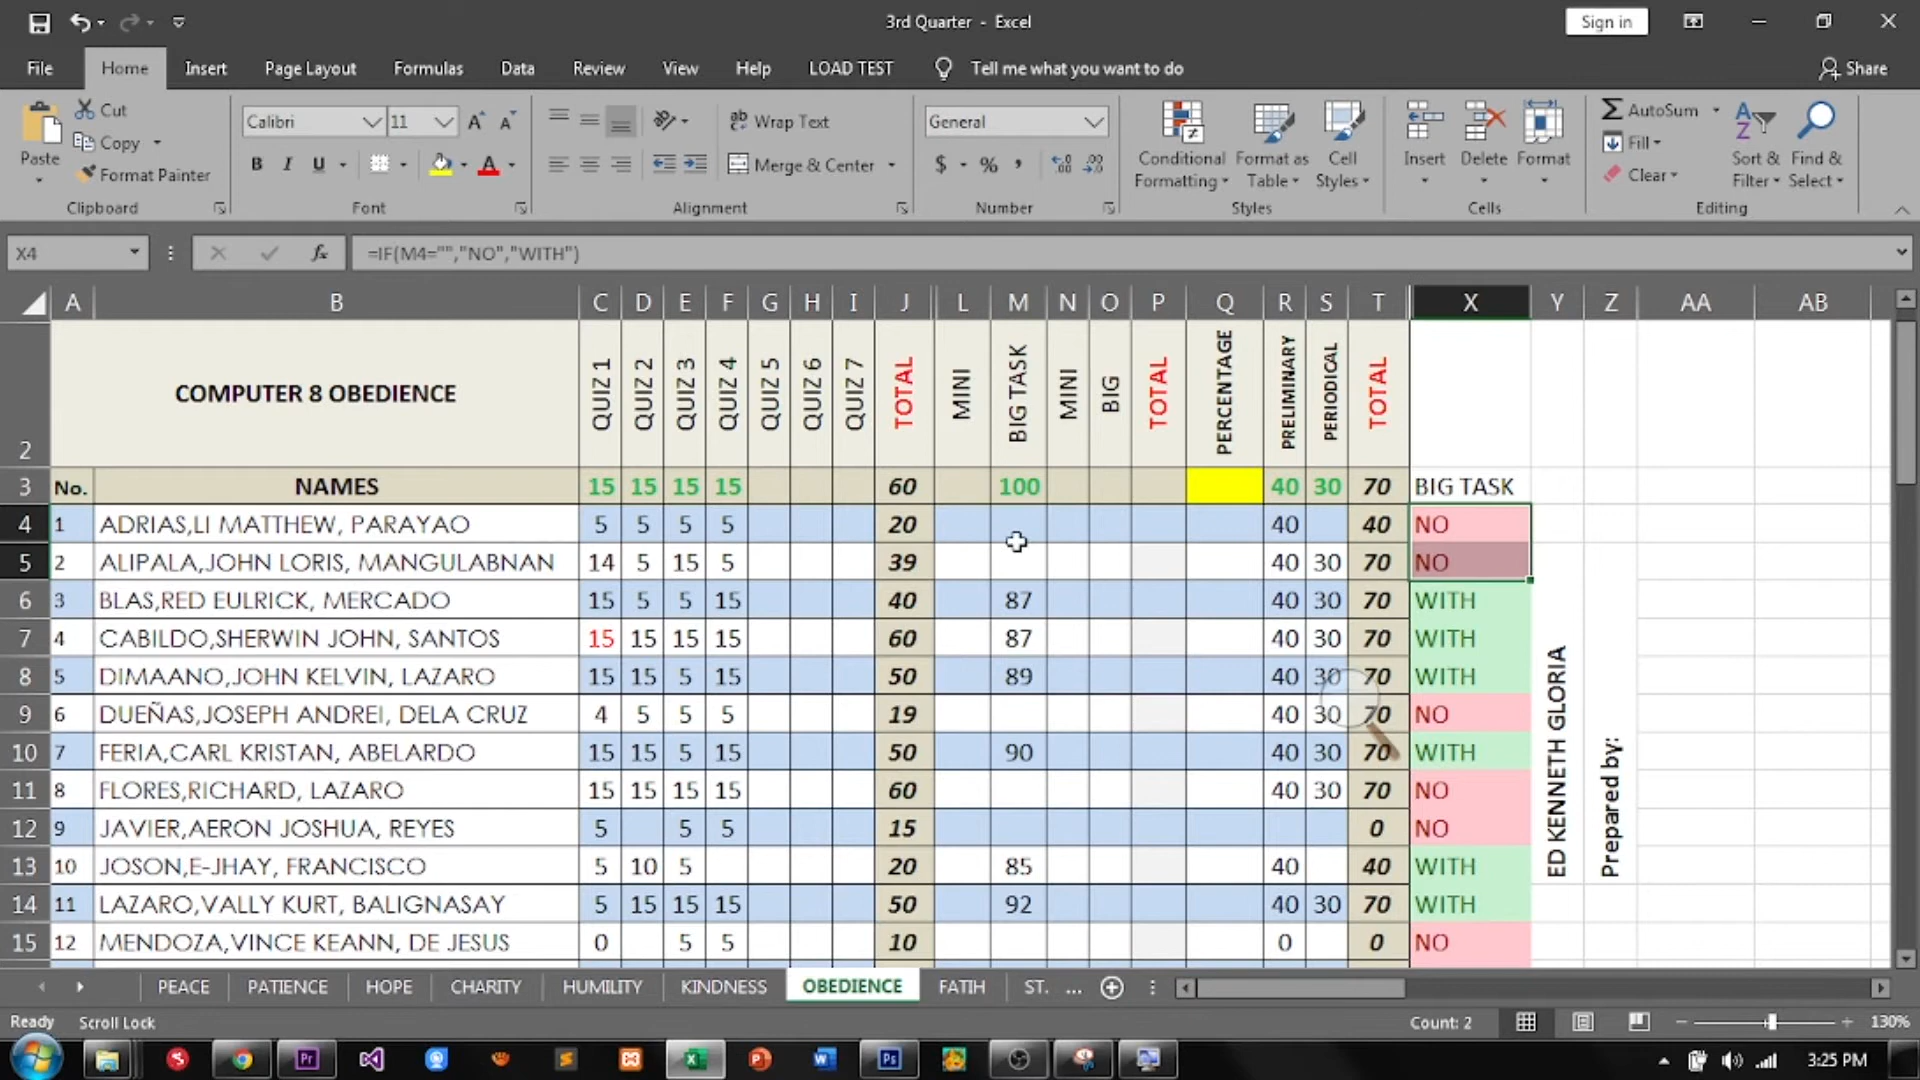 3rd Quarter - Excel
Sign in
File Home Insert Page Layout Formulas Data Review View Help LOAD TEST Tell me what you want to do Share
Paste Cut Copy Format Painter Clipboard
Calibri 11 B I U A Font
Wrap Text Merge & Center Alignment
General $ % , Number
Conditional Formatting Format as Table Cell Styles Styles
Insert Delete Format Cells
AutoSum Fill Clear Sort & Filter Find & Select Editing
X4 fx =IF(M4="","NO","WITH")
A B C D E F G H I J L M N O P Q R S T X Y Z AA AB
2 COMPUTER 8 OBEDIENCE QUIZ 1 QUIZ 2 QUIZ 3 QUIZ 4 QUIZ 5 QUIZ 6 QUIZ 7 TOTAL MINI BIG TASK MINI BIG TOTAL PERCENTAGE PRELIMINARY PERIODICAL TOTAL
3 No. NAMES 15 15 15 15 60 100 40 30 70 BIG TASK
4 1 ADRIAS,LI MATTHEW, PARAYAO 5 5 5 5 20 40 40 NO
5 2 ALIPALA,JOHN LORIS, MANGULABNAN 14 5 15 5 39 40 30 70 NO
6 3 BLAS,RED EULRICK, MERCADO 15 5 5 15 40 87 40 30 70 WITH
7 4 CABILDO,SHERWIN JOHN, SANTOS 15 15 15 15 60 87 40 30 70 WITH
8 5 DIMAANO,JOHN KELVIN, LAZARO 15 15 5 15 50 89 40 30 70 WITH
9 6 DUEÑAS,JOSEPH ANDREI, DELA CRUZ 4 5 5 5 19 40 30 70 NO
10 7 FERIA,CARL KRISTAN, ABELARDO 15 15 5 15 50 90 40 30 70 WITH
11 8 FLORES,RICHARD, LAZARO 15 15 15 15 60 40 30 70 NO
12 9 JAVIER,AERON JOSHUA, REYES 5 5 5 15 0 NO
13 10 JOSON,E-JHAY, FRANCISCO 5 10 5 20 85 40 40 WITH
14 11 LAZARO,VALLY KURT, BALIGNASAY 5 15 15 15 50 92 40 30 70 WITH
15 12 MENDOZA,VINCE KEANN, DE JESUS 0 5 5 10 0 0 NO
ED KENNETH GLORIA
Prepared by:
PEACE PATIENCE HOPE CHARITY HUMILITY KINDNESS OBEDIENCE FATIH ST. ...
Ready Scroll Lock Count: 2 130%
3:25 PM